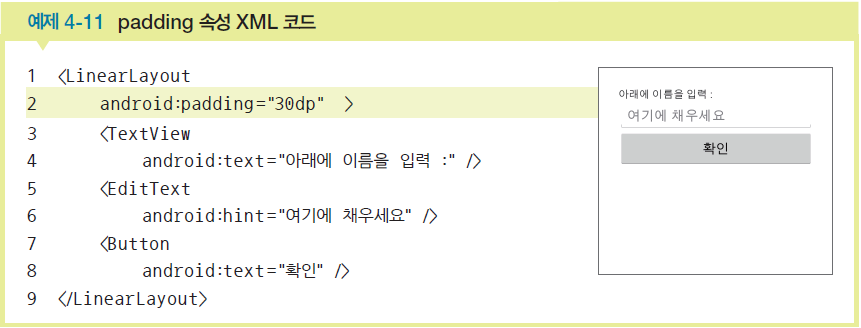 예제 4-11 padding 속성 XML 코드
1 <LinearLayout
2 android:padding="30dp" >
3 <TextView
4 android:text="아래에 이름을 입력 :" />
5 <EditText
6 android:hint="여기에 채우세요" />
7 <Button
8 android:text="확인" />
9 </LinearLayout>
아래에 이름을 입력 :
여기에 채우세요
확인